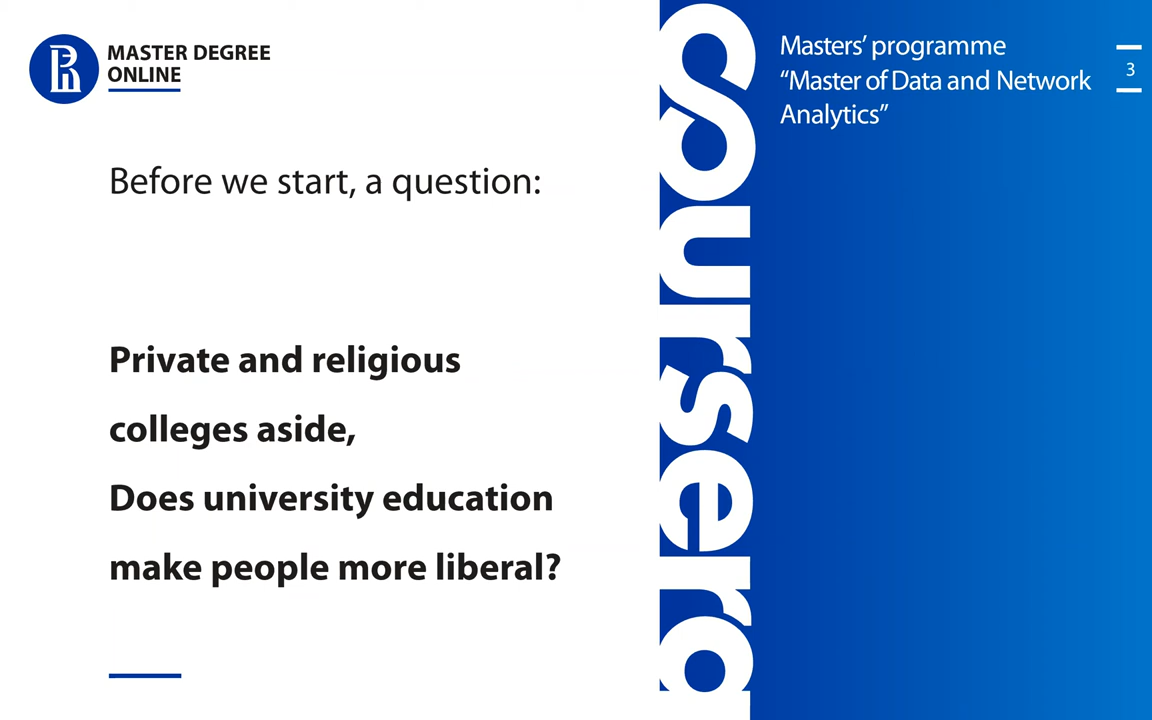 MASTER DEGREE
ONLINE
Before we start, a question:
Private and religious
colleges aside,
Does university education
make people more liberal?
coursera
Masters’ programme
“Master of Data and Network
Analytics”
3